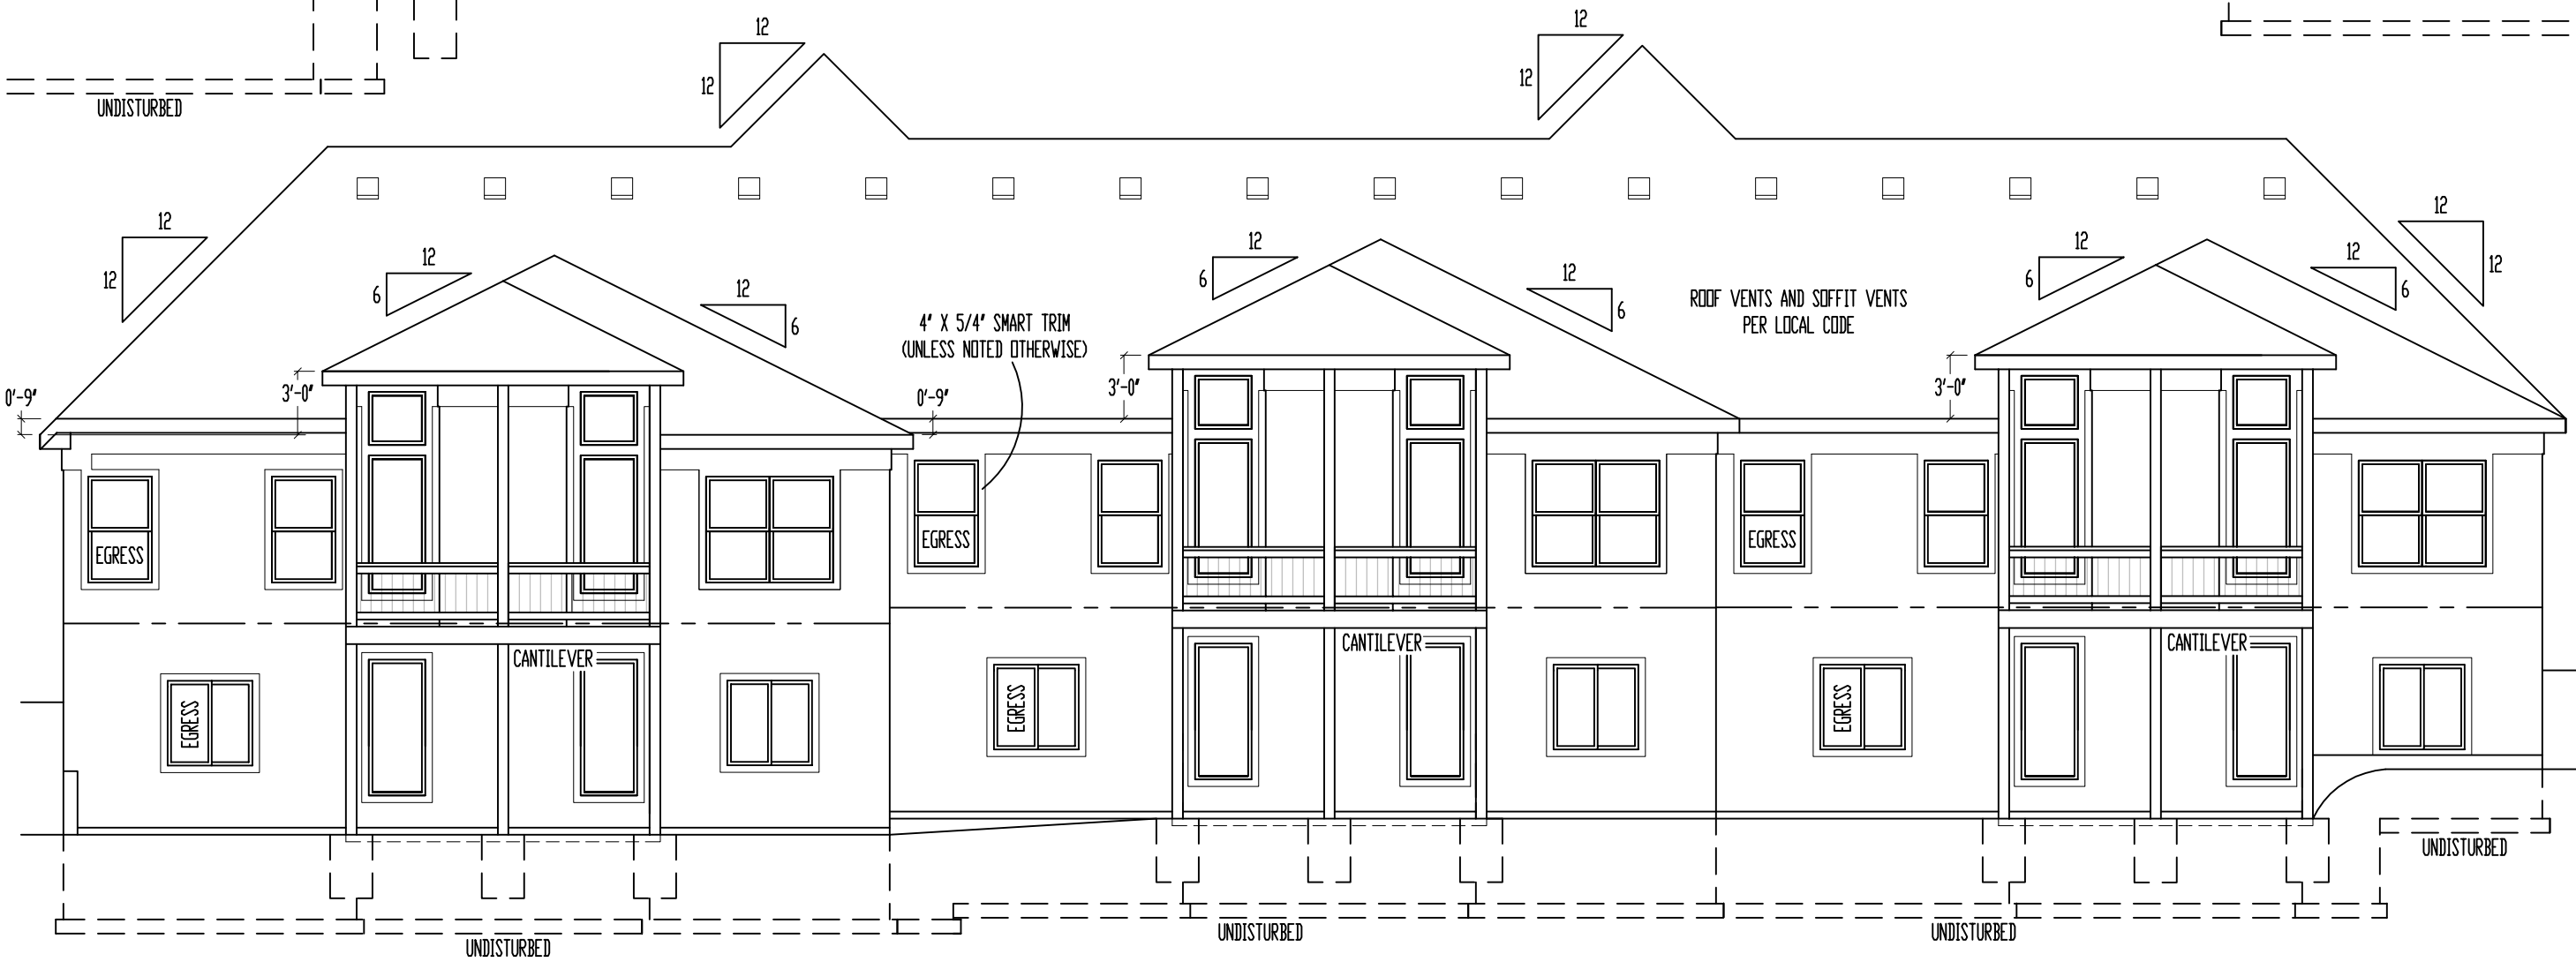 12
12
12
12
UNDISTURBED
12
12
12
6
12
6
12
6
12
6
12
6
12
6
12
12
ROOF VENTS AND SOFFIT VENTS
PER LOCAL CODE
4" X 5/4" SMART TRIM
(UNLESS NOTED OTHERWISE)
0'-9"
3'-0"
0'-9"
3'-0"
3'-0"
EGRESS
EGRESS
EGRESS
CANTILEVER
CANTILEVER
CANTILEVER
EGRESS
EGRESS
EGRESS
UNDISTURBED
UNDISTURBED
UNDISTURBED
UNDISTURBED